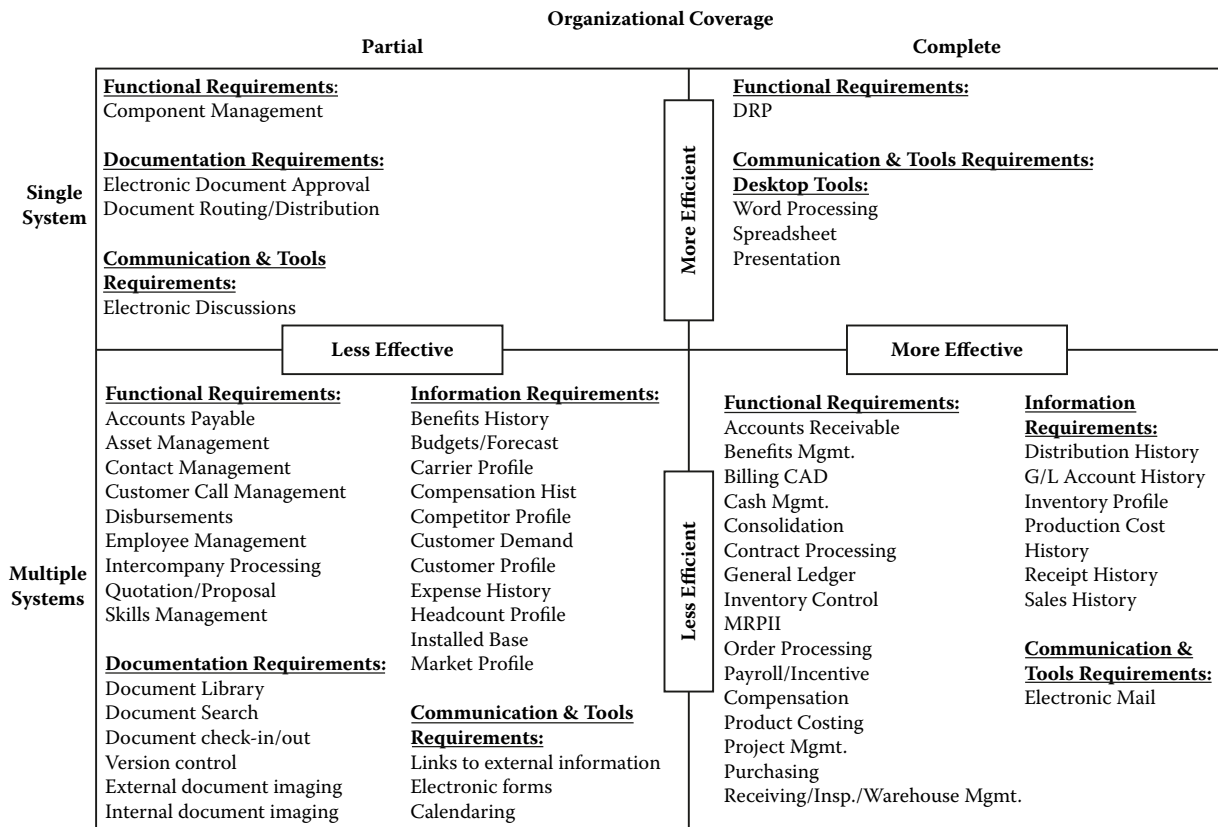 Organizational Coverage
Partial
Complete
Single
System
Functional Requirements:
Component Management
Documentation Requirements:
Electronic Document Approval
Document Routing/Distribution
Communication & Tools
Requirements:
Electronic Discussions
More Efficient
Functional Requirements:
DRP
Communication & Tools Requirements:
Desktop Tools:
Word Processing
Spreadsheet
Presentation
Less Effective
More Effective
Multiple
Systems
Functional Requirements:
Accounts Payable
Asset Management
Contact Management
Customer Call Management
Disbursements
Employee Management
Intercompany Processing
Quotation/Proposal
Skills Management
Documentation Requirements:
Document Library
Document Search
Document check-in/out
Version control
External document imaging
Internal document imaging
Information Requirements:
Benefits History
Budgets/Forecast
Carrier Profile
Compensation Hist
Competitor Profile
Customer Demand
Customer Profile
Expense History
Headcount Profile
Installed Base
Market Profile
Communication & Tools
Requirements:
Links to external information
Electronic forms
Calendaring
Less Efficient
Functional Requirements:
Accounts Receivable
Benefits Mgmt.
Billing CAD
Cash Mgmt.
Consolidation
Contract Processing
General Ledger
Inventory Control
MRPII
Order Processing
Payroll/Incentive
Compensation
Product Costing
Project Mgmt.
Purchasing
Receiving/Insp./Warehouse Mgmt.
Information
Requirements:
Distribution History
G/L Account History
Inventory Profile
Production Cost
History
Receipt History
Sales History
Communication &
Tools Requirements:
Electronic Mail